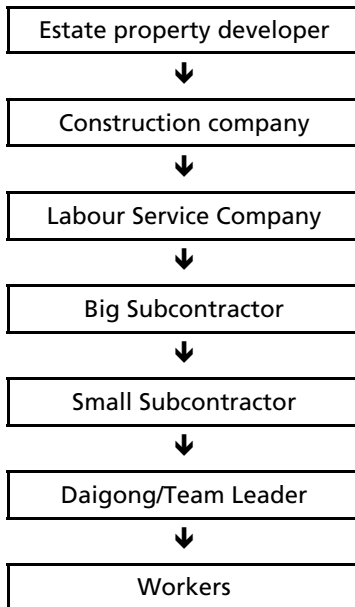 Estate property developer
Construction company
Labour Service Company
Big Subcontractor
Small Subcontractor
Daigong/Team Leader
Workers